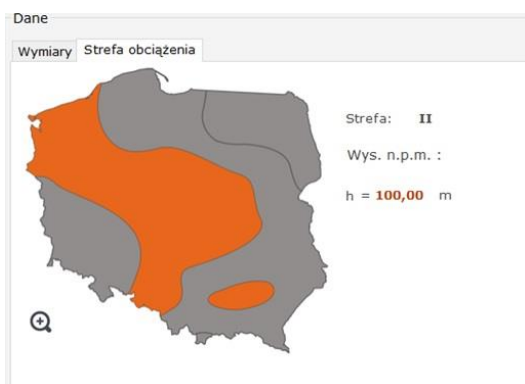 Dane
Wymiary
Strefa obciążenia
Strefa: II
Wys. n.p.m. :
h = 100,00 m